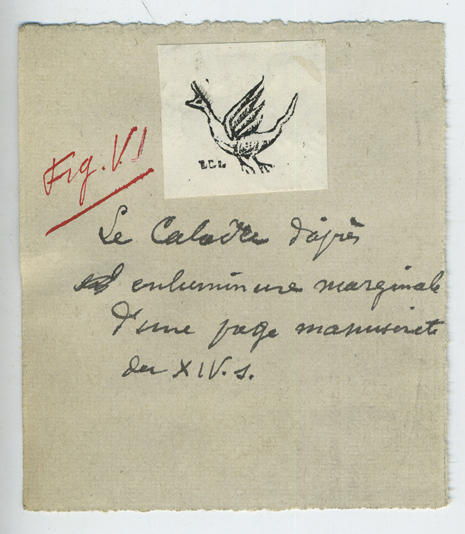 Fig. VI
L.C.L
Le Caladre d'après
enluminure marginale
d'une page manuscrite
du XIV. s.